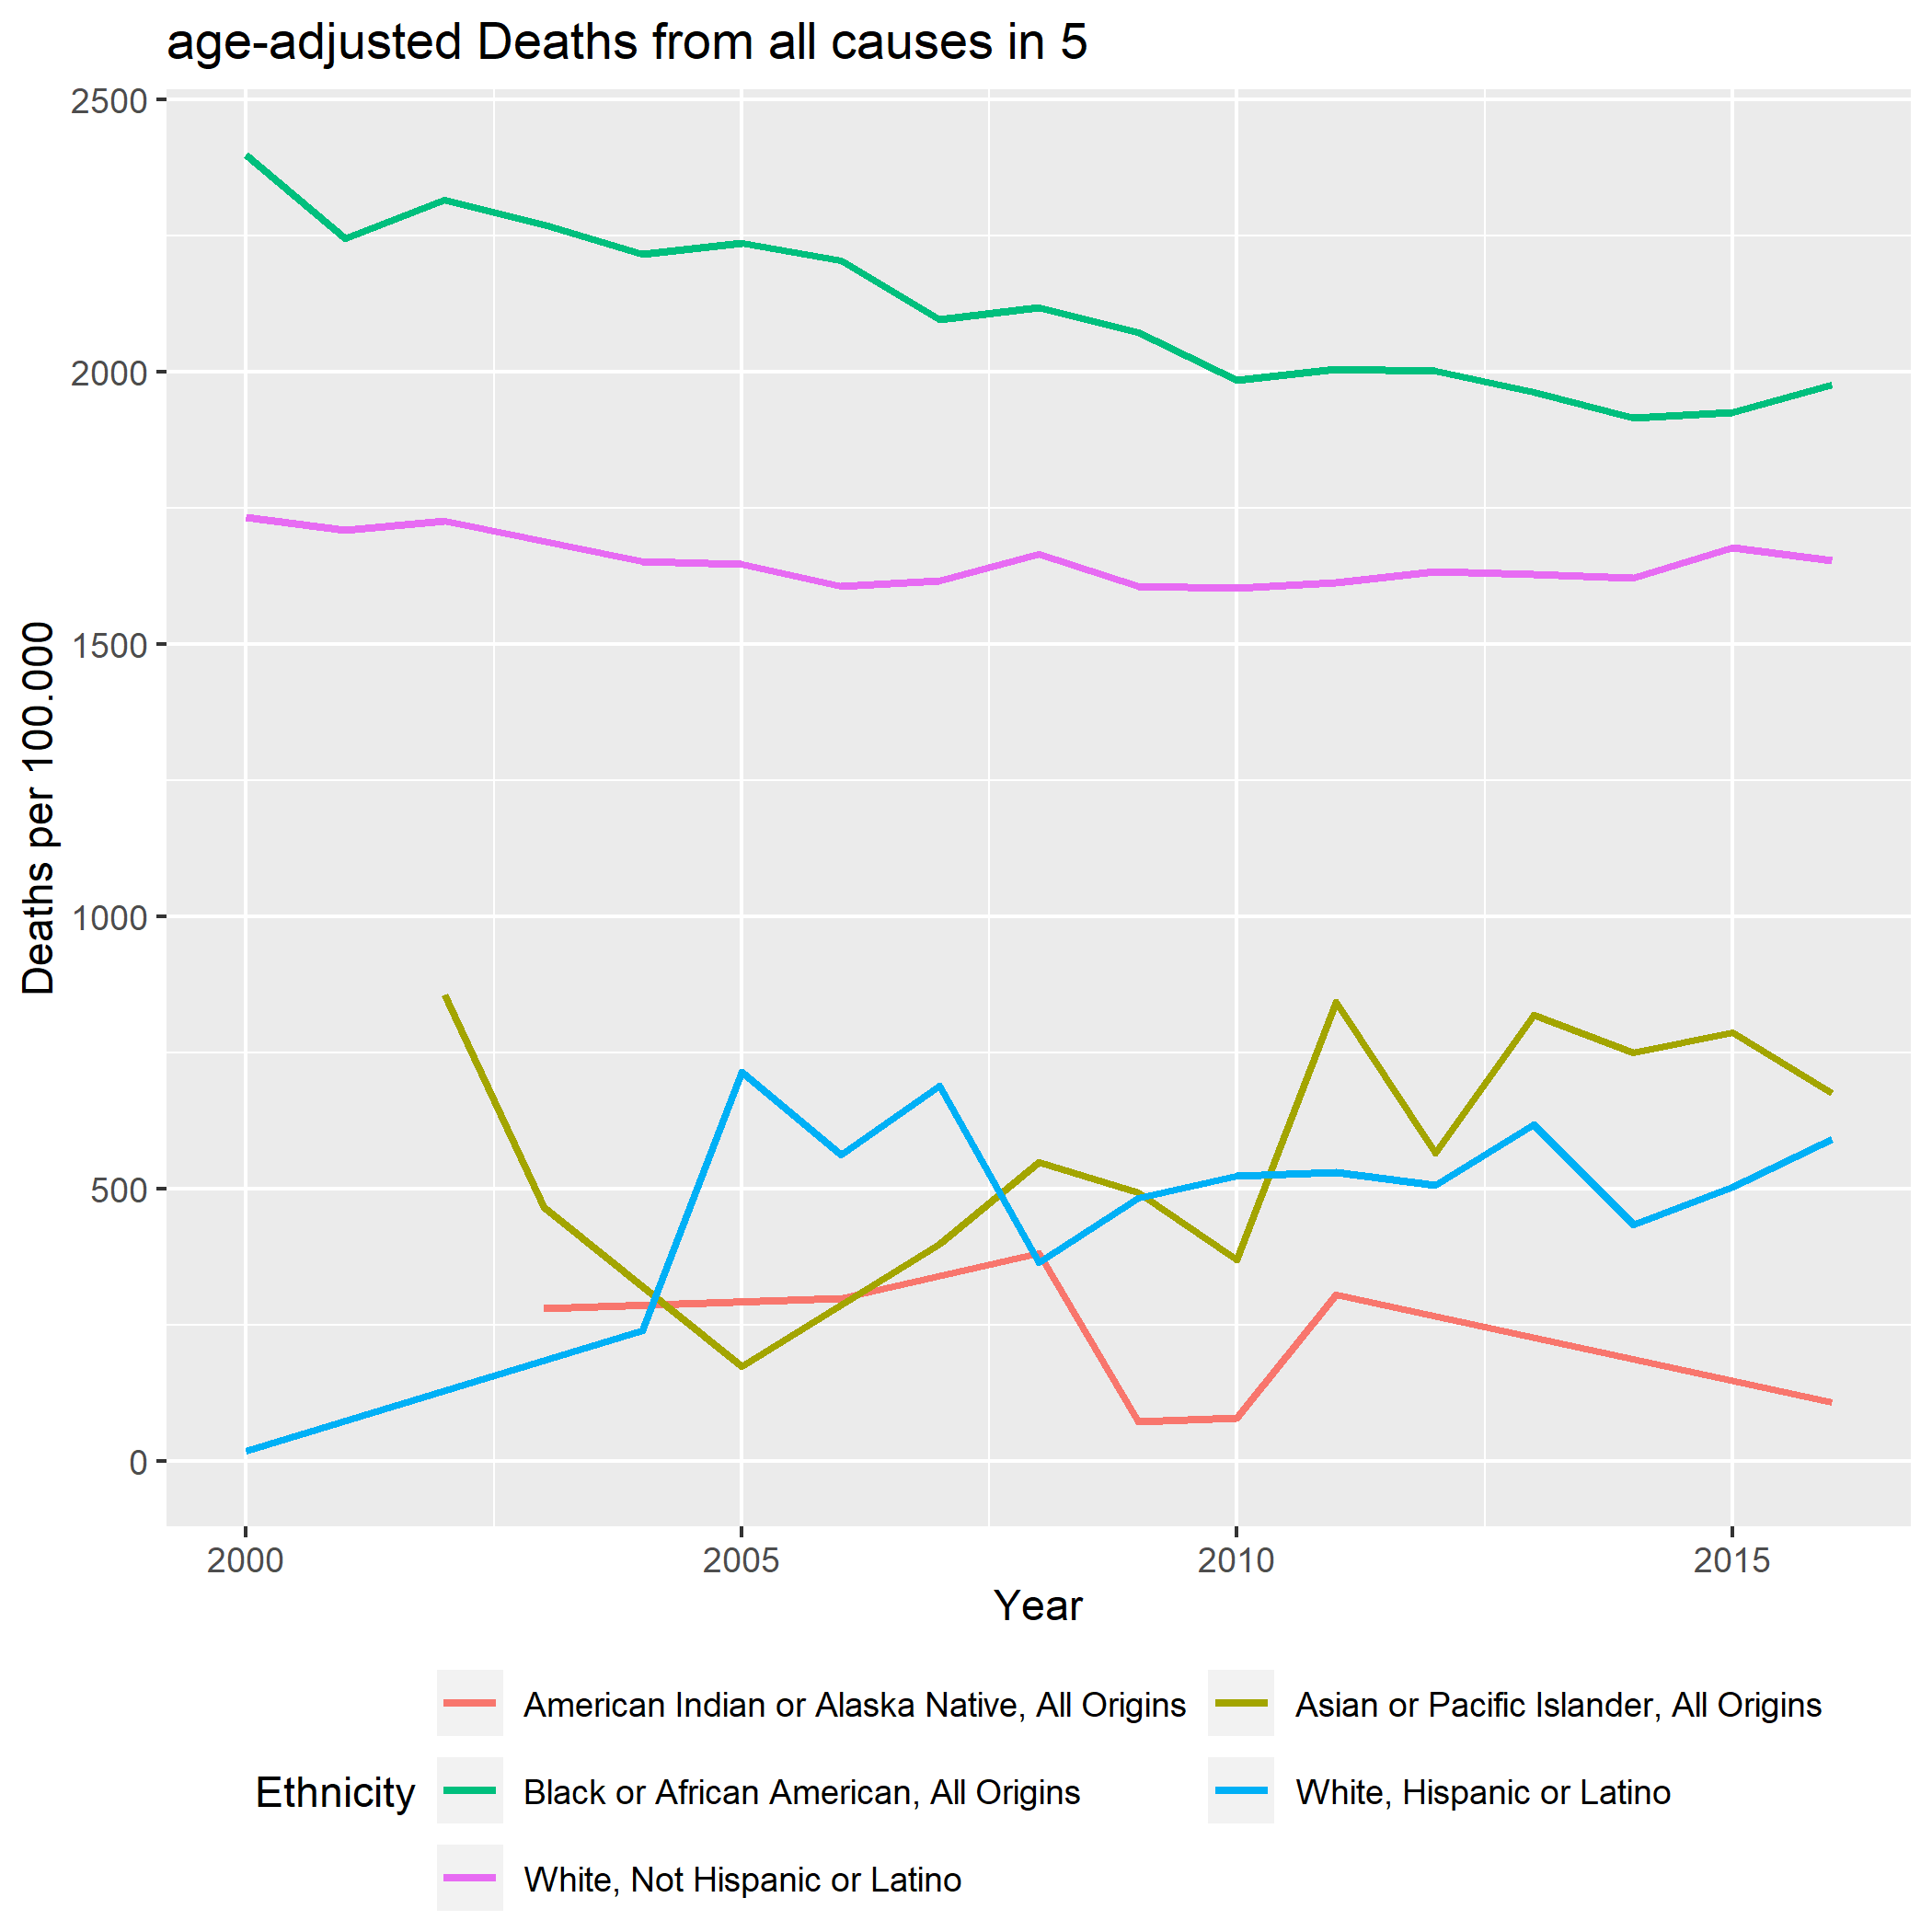 age-adjusted Deaths from all causes in 5
2500
2000
1500
1000
500
0
Deaths per 100.000
2000 2005 2010 2015
Year
Ethnicity
American Indian or Alaska Native, All Origins
Asian or Pacific Islander, All Origins
Black or African American, All Origins
White, Hispanic or Latino
White, Not Hispanic or Latino